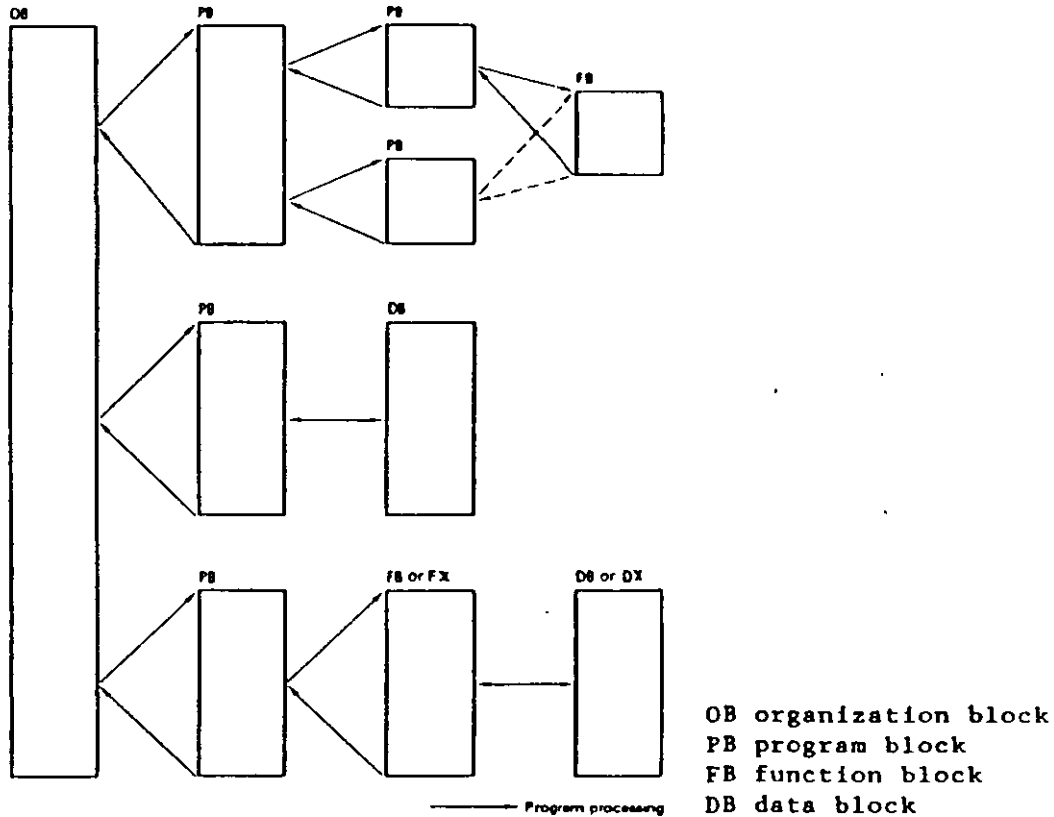 OB
PB
PB
FB
PB
PB
DB
PB
FB or FX
DB or DX
OB organization block
PB program block
FB function block
DB data block
Program processing